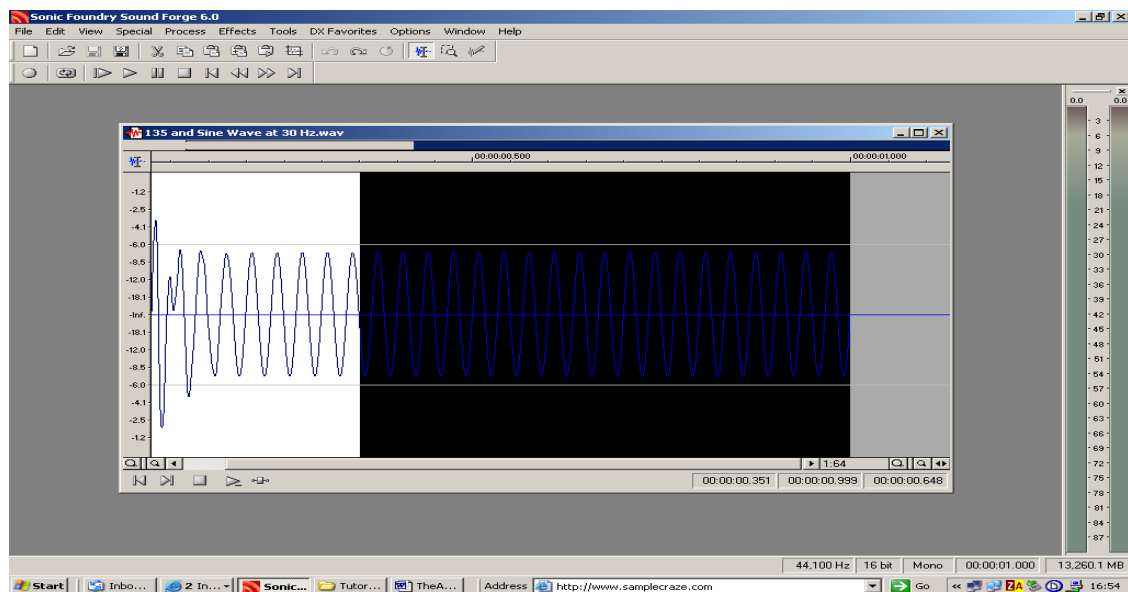 Sonic Foundry Sound Forge 6.0
File Edit View Special Process Effects Tools DX Favorites Options Window Help
0.0 0.0
135 and Sine Wave at 30 Hz.wav
00:00:00.500 00:00:01.000
-1.2
-2.5
-4.1
-6.0
-8.5
-12.0
-18.1
-Inf.
-18.1
-12.0
-8.5
-6.0
-4.1
-2.5
-1.2
- 3 -
- 6 -
- 9 -
- 12 -
- 15 -
- 18 -
- 21 -
- 24 -
- 27 -
- 30 -
- 33 -
- 36 -
- 39 -
- 42 -
- 45 -
- 48 -
- 51 -
- 54 -
- 57 -
- 60 -
- 63 -
- 66 -
- 69 -
- 72 -
- 75 -
- 78 -
- 81 -
- 84 -
- 87 -
1:64
00:00:00.351 00:00:00.999 00:00:00.648
44,100 Hz 16 bit Mono 00:00:01.000 13,260.1 MB
Start Inbo... 2 In... Sonic... Tutor... TheA... Address http://www.samplecraze.com Go « ZA 16:54